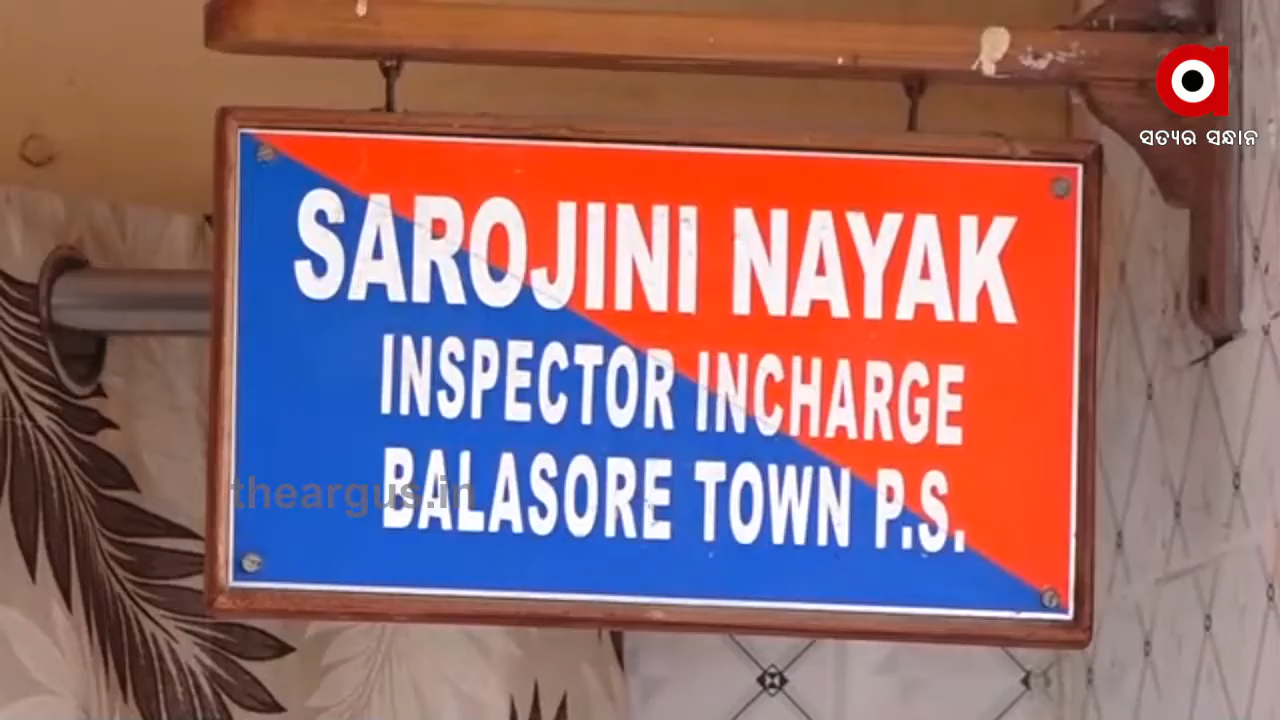 ସତ୍ୟର ସନ୍ଧାନ
SAROJINI NAYAK
INSPECTOR INCHARGE
BALASORE TOWN P.S.
theargus.in